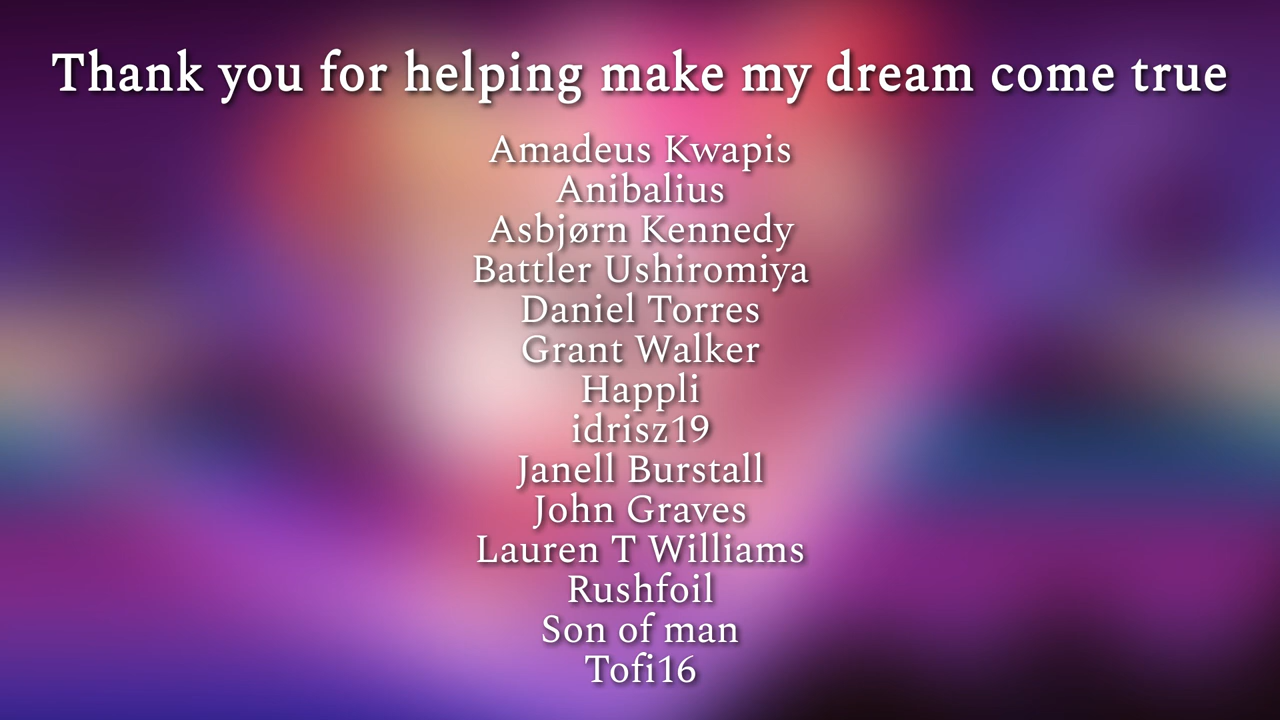 Thank you for helping make my dream come true
Amadeus Kwapis
Anibalius
Asbjørn Kennedy
Battler Ushiromiya
Daniel Torres
Grant Walker
Happli
idrisz19
Janell Burstall
John Graves
Lauren T Williams
Rushfoil
Son of man
Tofi16